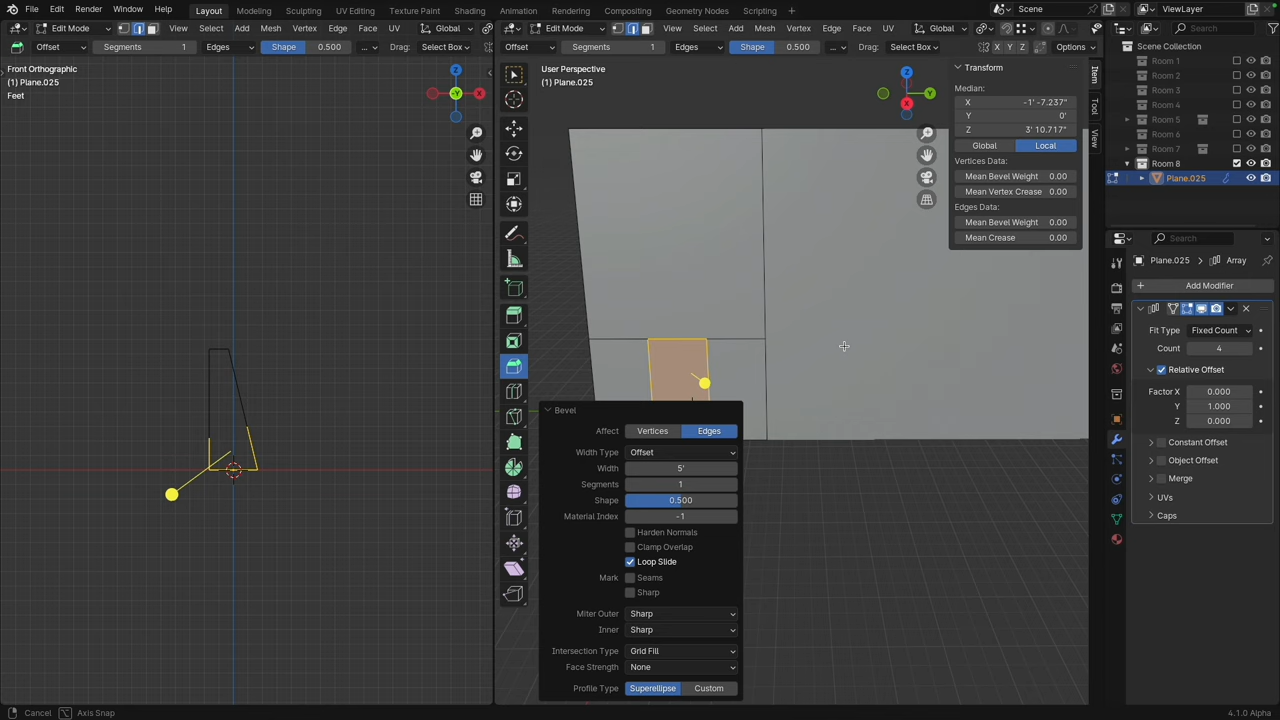 File Edit Render Window Help
Layout Modeling Sculpting UV Editing Texture Paint Shading Animation Rendering Compositing Geometry Nodes Scripting
Scene
ViewLayer
Edit Mode View Select Add Mesh Vertex Edge Global
Edit Mode View Select Add Mesh Vertex Edge Global
Search
Offset Segments 1 Edges Shape 0.500 ... Drag: Select Box
Offset Segments 1 Edges Shape 0.500 ... Drag: Select Box X Y Z Options
Front Orthographic
(1) Plane.025
Feet
Z
X
-Y
User Perspective
(1) Plane.025
Z
Y
X
Transform
Median:
X -1' -7.237"
Y 0'
Z 3' 10.717"
Global Local
Vertices Data:
Mean Bevel Weight 0.00
Mean Vertex Crease 0.00
Edges Data:
Mean Bevel Weight 0.00
Mean Crease 0.00
Item
Tool
View
Scene Collection
Room 1
Room 2
Room 3
Room 4
Room 5
Room 6
Room 7
Room 8
Plane.025
Search
Plane.025 Array
Add Modifier
Fit Type Fixed Count
Count 4
Relative Offset
Factor X 0.000
Y 1.000
Z 0.000
Constant Offset
Object Offset
Merge
UVs
Caps
Bevel
Affect Vertices Edges
Width Type Offset
Width 5'
Segments 1
Shape 0.500
Material Index -1
Harden Normals
Clamp Overlap
Loop Slide
Mark Seams
Sharp
Miter Outer Sharp
Inner Sharp
Intersection Type Grid Fill
Face Strength None
Profile Type Superellipse Custom
Cancel Axis Snap
4.1.0 Alpha